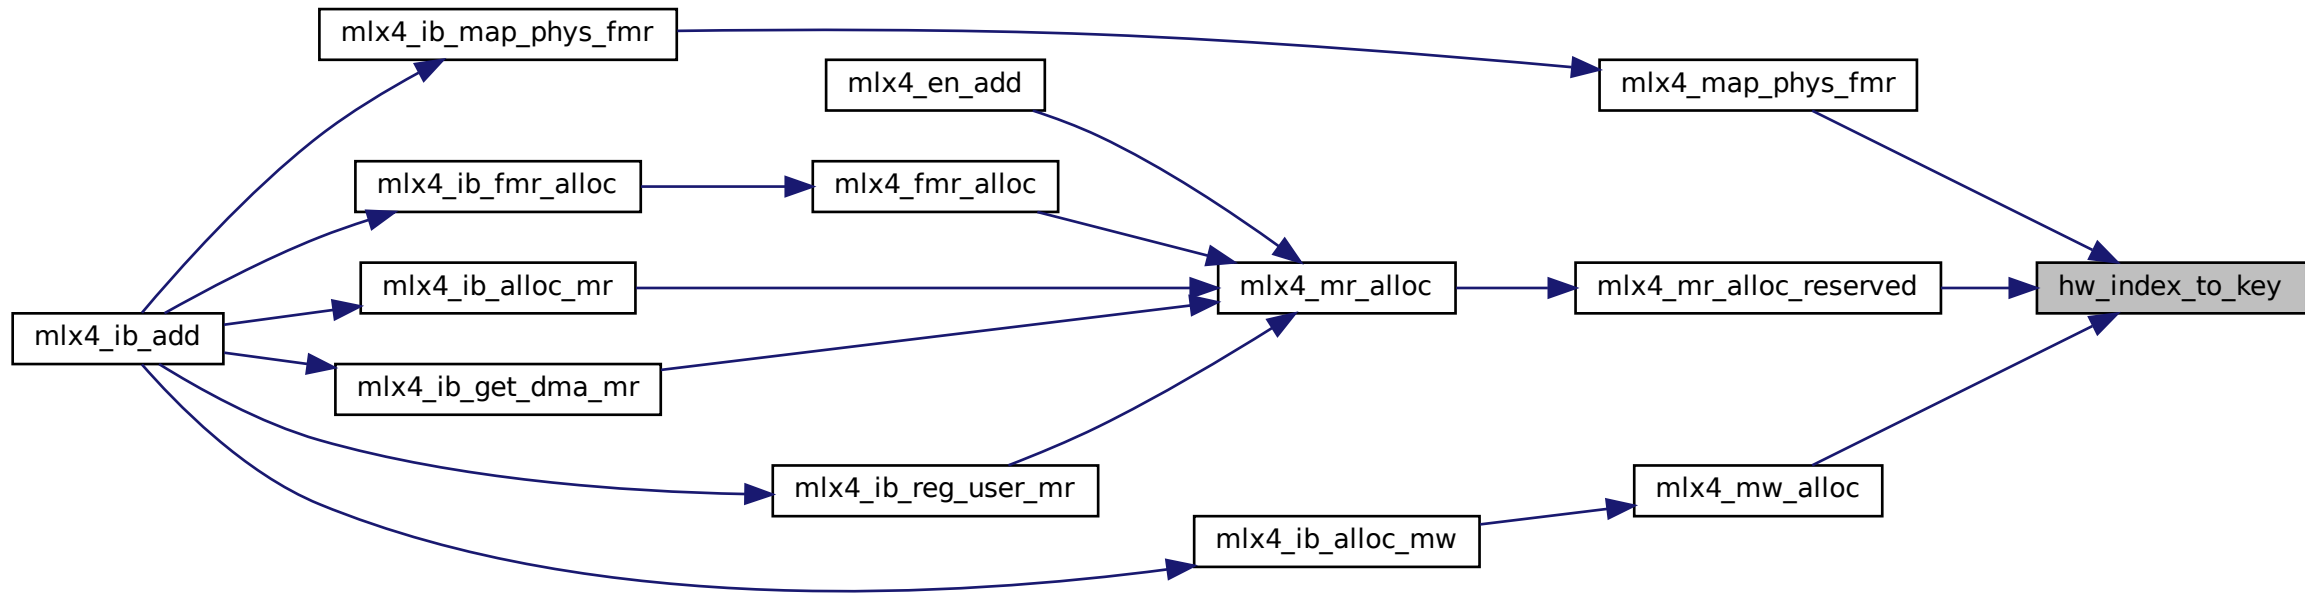 mlx4_ib_map_phys_fmr
mlx4_en_add
mlx4_map_phys_fmr
mlx4_ib_fmr_alloc
mlx4_fmr_alloc
mlx4_ib_alloc_mr
mlx4_mr_alloc
mlx4_mr_alloc_reserved
hw_index_to_key
mlx4_ib_add
mlx4_ib_get_dma_mr
mlx4_ib_reg_user_mr
mlx4_mw_alloc
mlx4_ib_alloc_mw